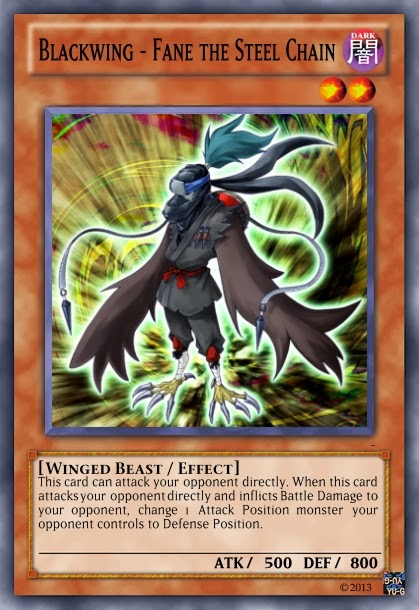 BLACKWING - FANE THE STEEL CHAIN
DARK
闇
[WINGED BEAST / EFFECT]
This card can attack your opponent directly. When this card
attacks your opponent directly and inflicts Battle Damage to
your opponent, change 1 Attack Position monster your
opponent controls to Defense Position.
ATK / 500 DEF / 800
©2013